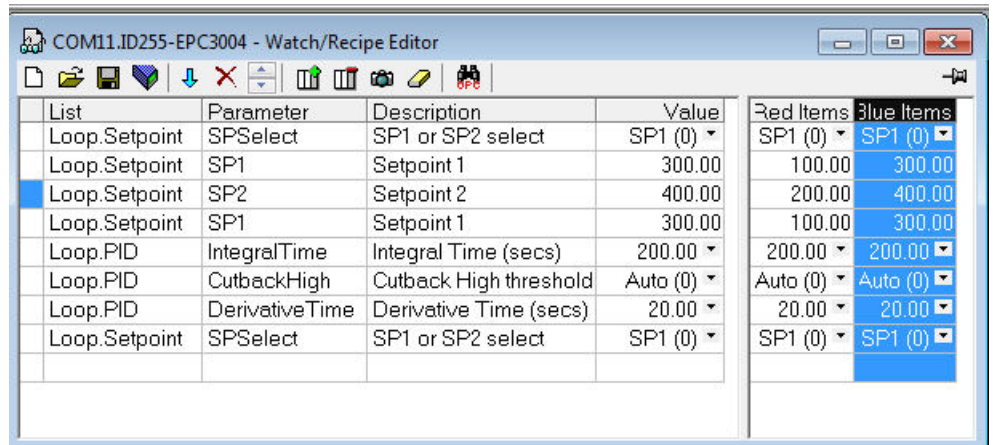 COM11.ID255-EPC3004 - Watch/Recipe Editor
OPC
List Parameter Description Value Red Items Blue Items
Loop.Setpoint SPSelect SP1 or SP2 select SP1 (0) SP1 (0) SP1 (0)
Loop.Setpoint SP1 Setpoint 1 300.00 100.00 300.00
Loop.Setpoint SP2 Setpoint 2 400.00 200.00 400.00
Loop.Setpoint SP1 Setpoint 1 300.00 100.00 300.00
Loop.PID IntegralTime Integral Time (secs) 200.00 200.00 200.00
Loop.PID CutbackHigh Cutback High threshold Auto (0) Auto (0) Auto (0)
Loop.PID DerivativeTime Derivative Time (secs) 20.00 20.00 20.00
Loop.Setpoint SPSelect SP1 or SP2 select SP1 (0) SP1 (0) SP1 (0)